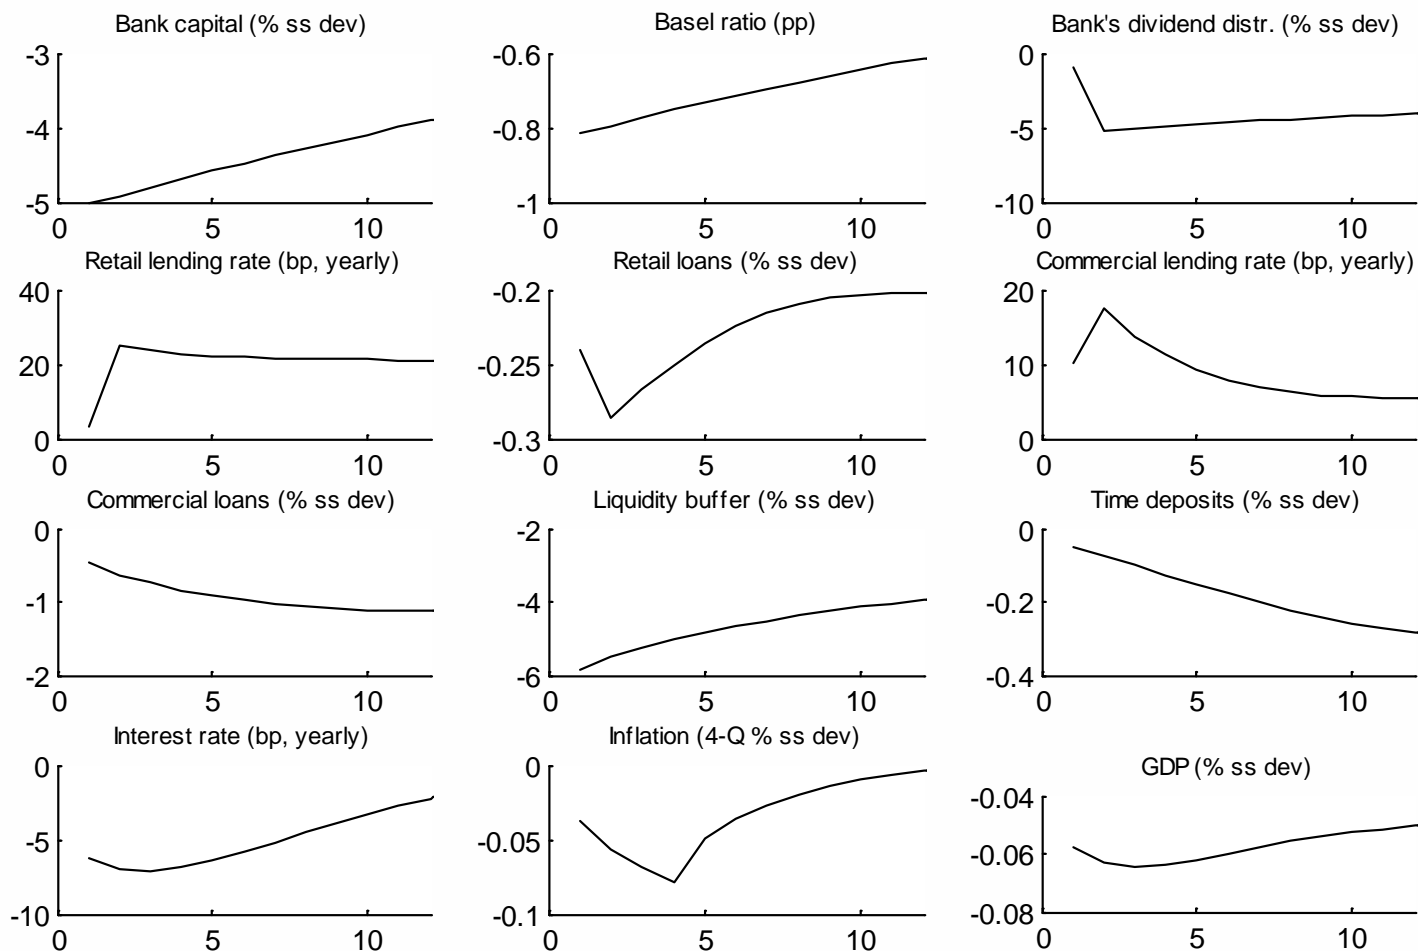 Bank capital (% ss dev)
-3
-4
-5
0 5 10
Basel ratio (pp)
-0.6
-0.8
-1
0 5 10
Bank's dividend distr. (% ss dev)
0
-5
-10
0 5 10
Retail lending rate (bp, yearly)
40
20
0
0 5 10
Retail loans (% ss dev)
-0.2
-0.25
-0.3
0 5 10
Commercial lending rate (bp, yearly)
20
10
0
0 5 10
Commercial loans (% ss dev)
0
-1
-2
0 5 10
Liquidity buffer (% ss dev)
-2
-4
-6
0 5 10
Time deposits (% ss dev)
0
-0.2
-0.4
0 5 10
Interest rate (bp, yearly)
0
-5
-10
0 5 10
Inflation (4-Q % ss dev)
0
-0.05
-0.1
0 5 10
GDP (% ss dev)
-0.04
-0.06
-0.08
0 5 10